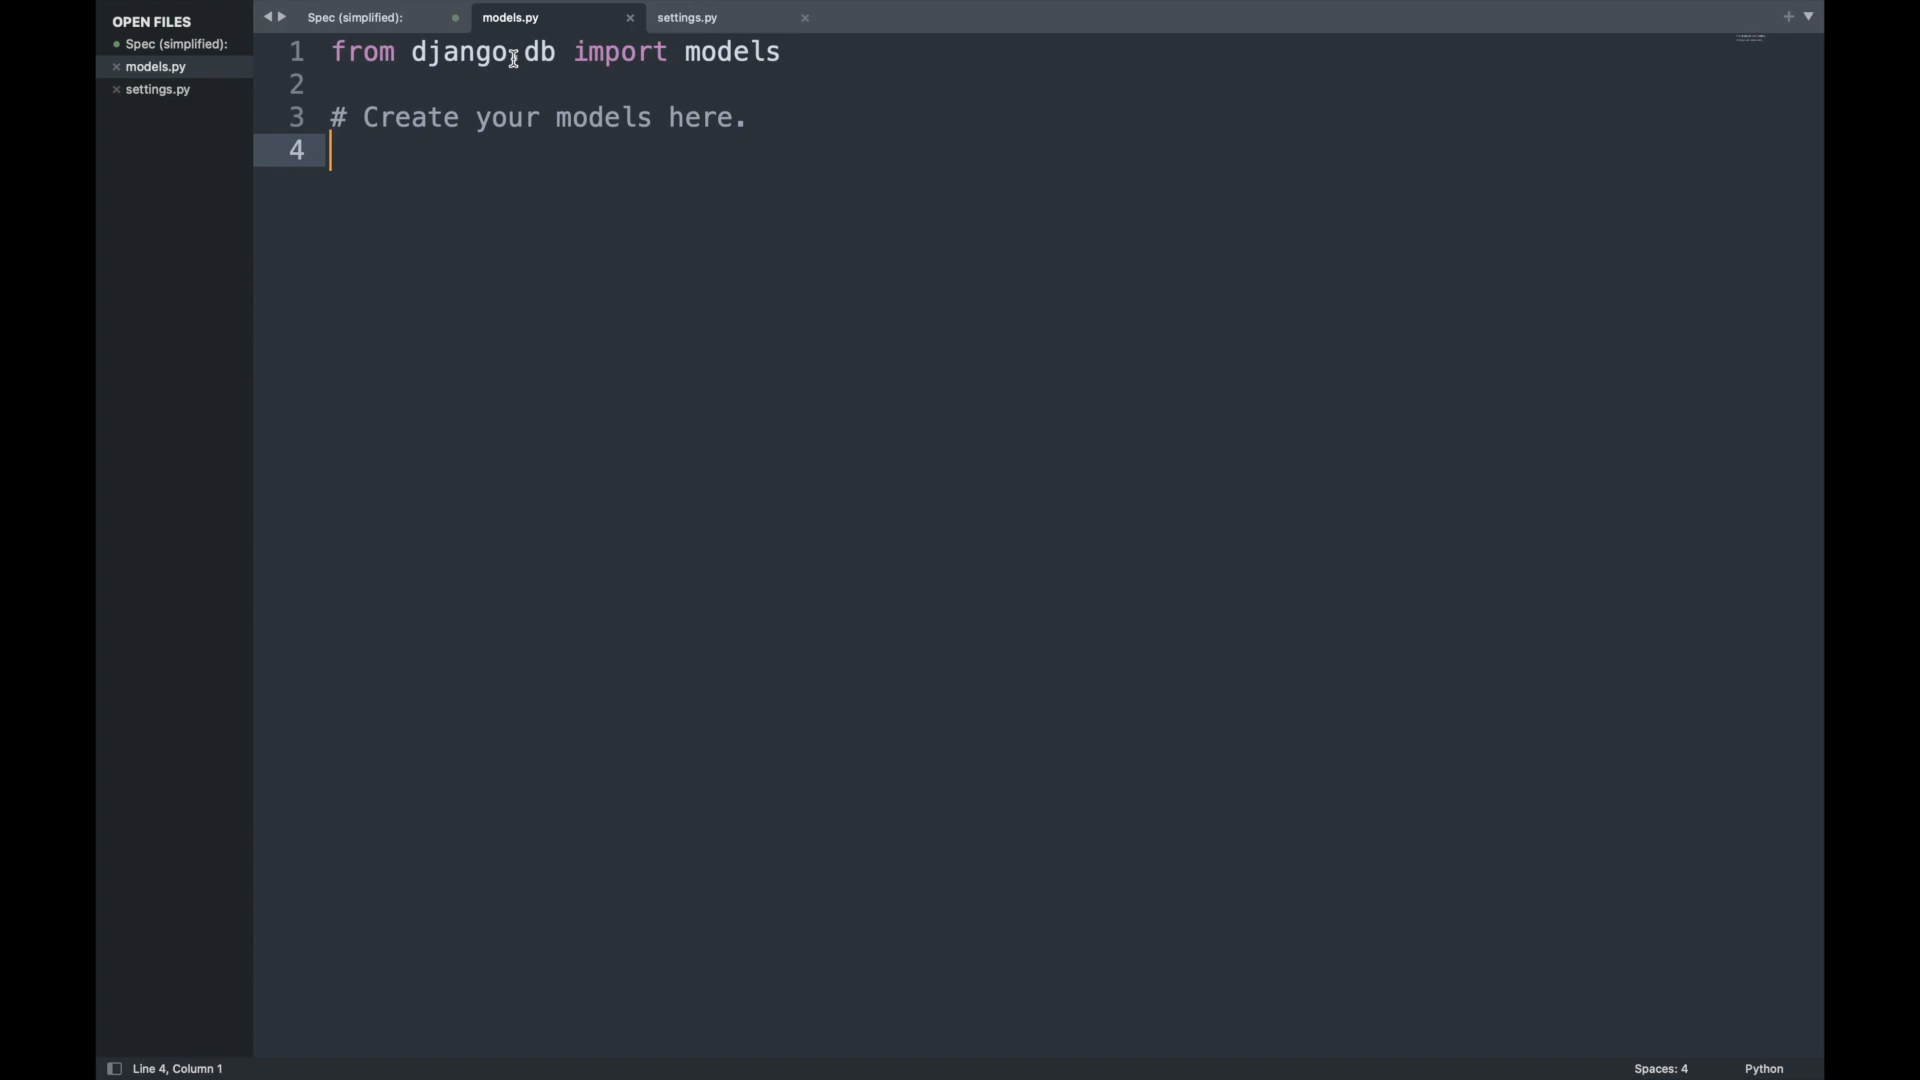 OPEN FILES
Spec (simplified):
models.py
settings.py
Spec (simplified):
models.py
settings.py
1 from django.db import models
2
3 # Create your models here.
4
Line 4, Column 1
Spaces: 4
Python